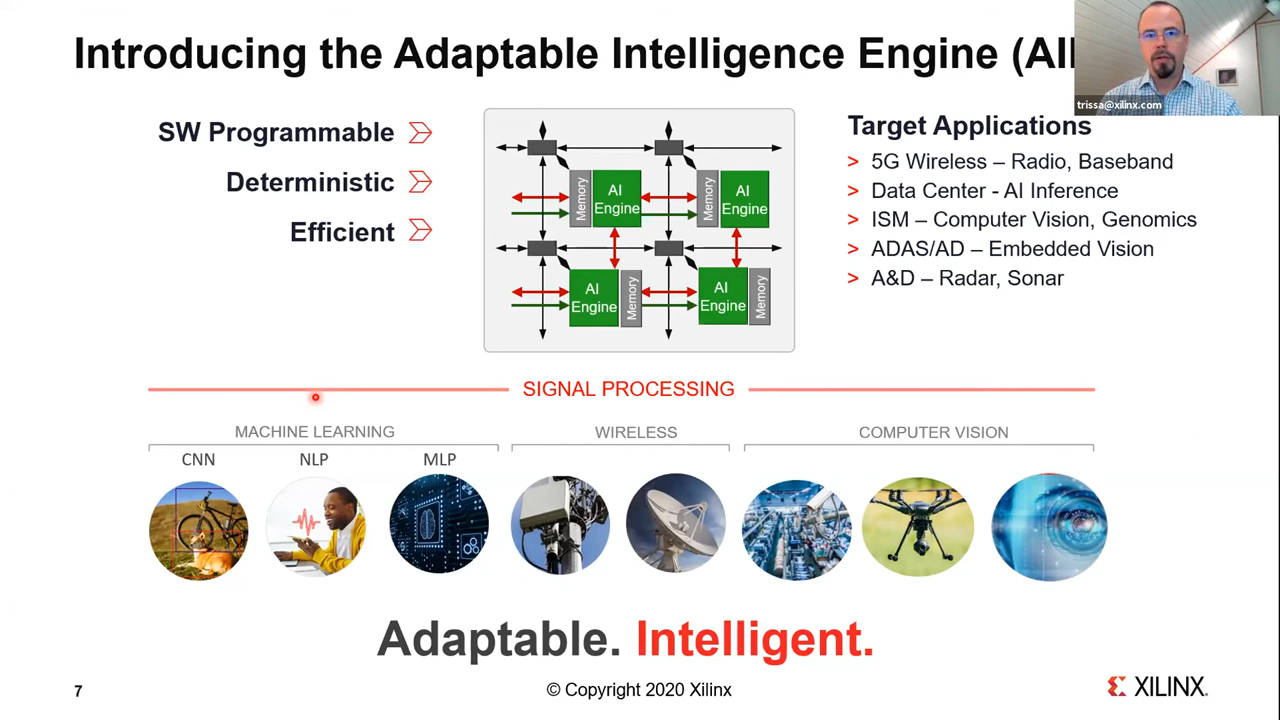 Introducing the Adaptable Intelligence Engine (AI
trissa@xilinx.com
SW Programmable
Deterministic
Efficient
Memory
AI
Engine
Memory
AI
Engine
AI
Engine
Memory
AI
Engine
Memory
Target Applications
> 5G Wireless – Radio, Baseband
> Data Center - AI Inference
> ISM – Computer Vision, Genomics
> ADAS/AD – Embedded Vision
> A&D – Radar, Sonar
SIGNAL PROCESSING
MACHINE LEARNING
WIRELESS
COMPUTER VISION
CNN
NLP
MLP
Adaptable. Intelligent.
7
© Copyright 2020 Xilinx
XILINX.